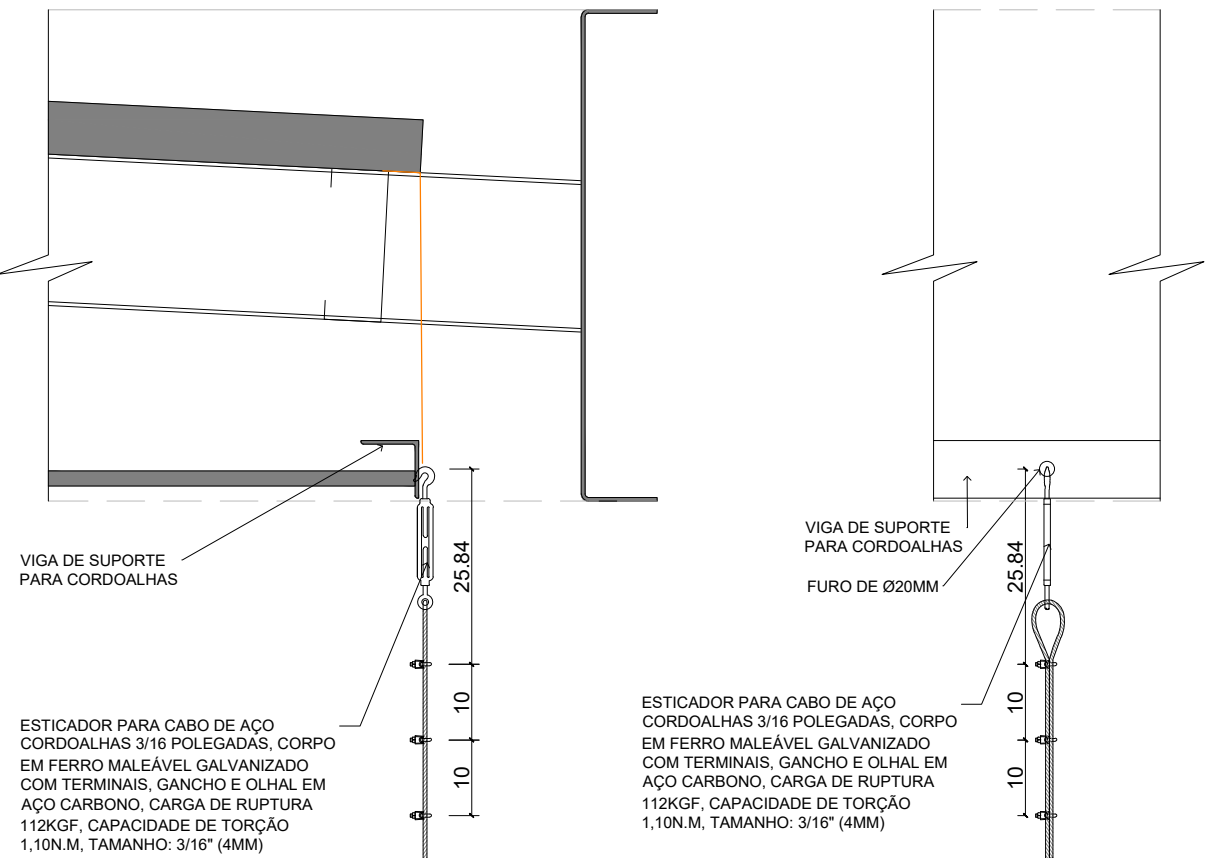 VIGA DE SUPORTE
PARA CORDOALHAS
25.84
10
10
ESTICADOR PARA CABO DE AÇO
CORDOALHAS 3/16 POLEGADAS, CORPO
EM FERRO MALEÁVEL GALVANIZADO
COM TERMINAIS, GANCHO E OLHAL EM
AÇO CARBONO, CARGA DE RUPTURA
112KGF, CAPACIDADE DE TORÇÃO
1,10N.M, TAMANHO: 3/16" (4MM)
VIGA DE SUPORTE
PARA CORDOALHAS
FURO DE Ø20MM
25.84
10
10
ESTICADOR PARA CABO DE AÇO
CORDOALHAS 3/16 POLEGADAS, CORPO
EM FERRO MALEÁVEL GALVANIZADO
COM TERMINAIS, GANCHO E OLHAL EM
AÇO CARBONO, CARGA DE RUPTURA
112KGF, CAPACIDADE DE TORÇÃO
1,10N.M, TAMANHO: 3/16" (4MM)